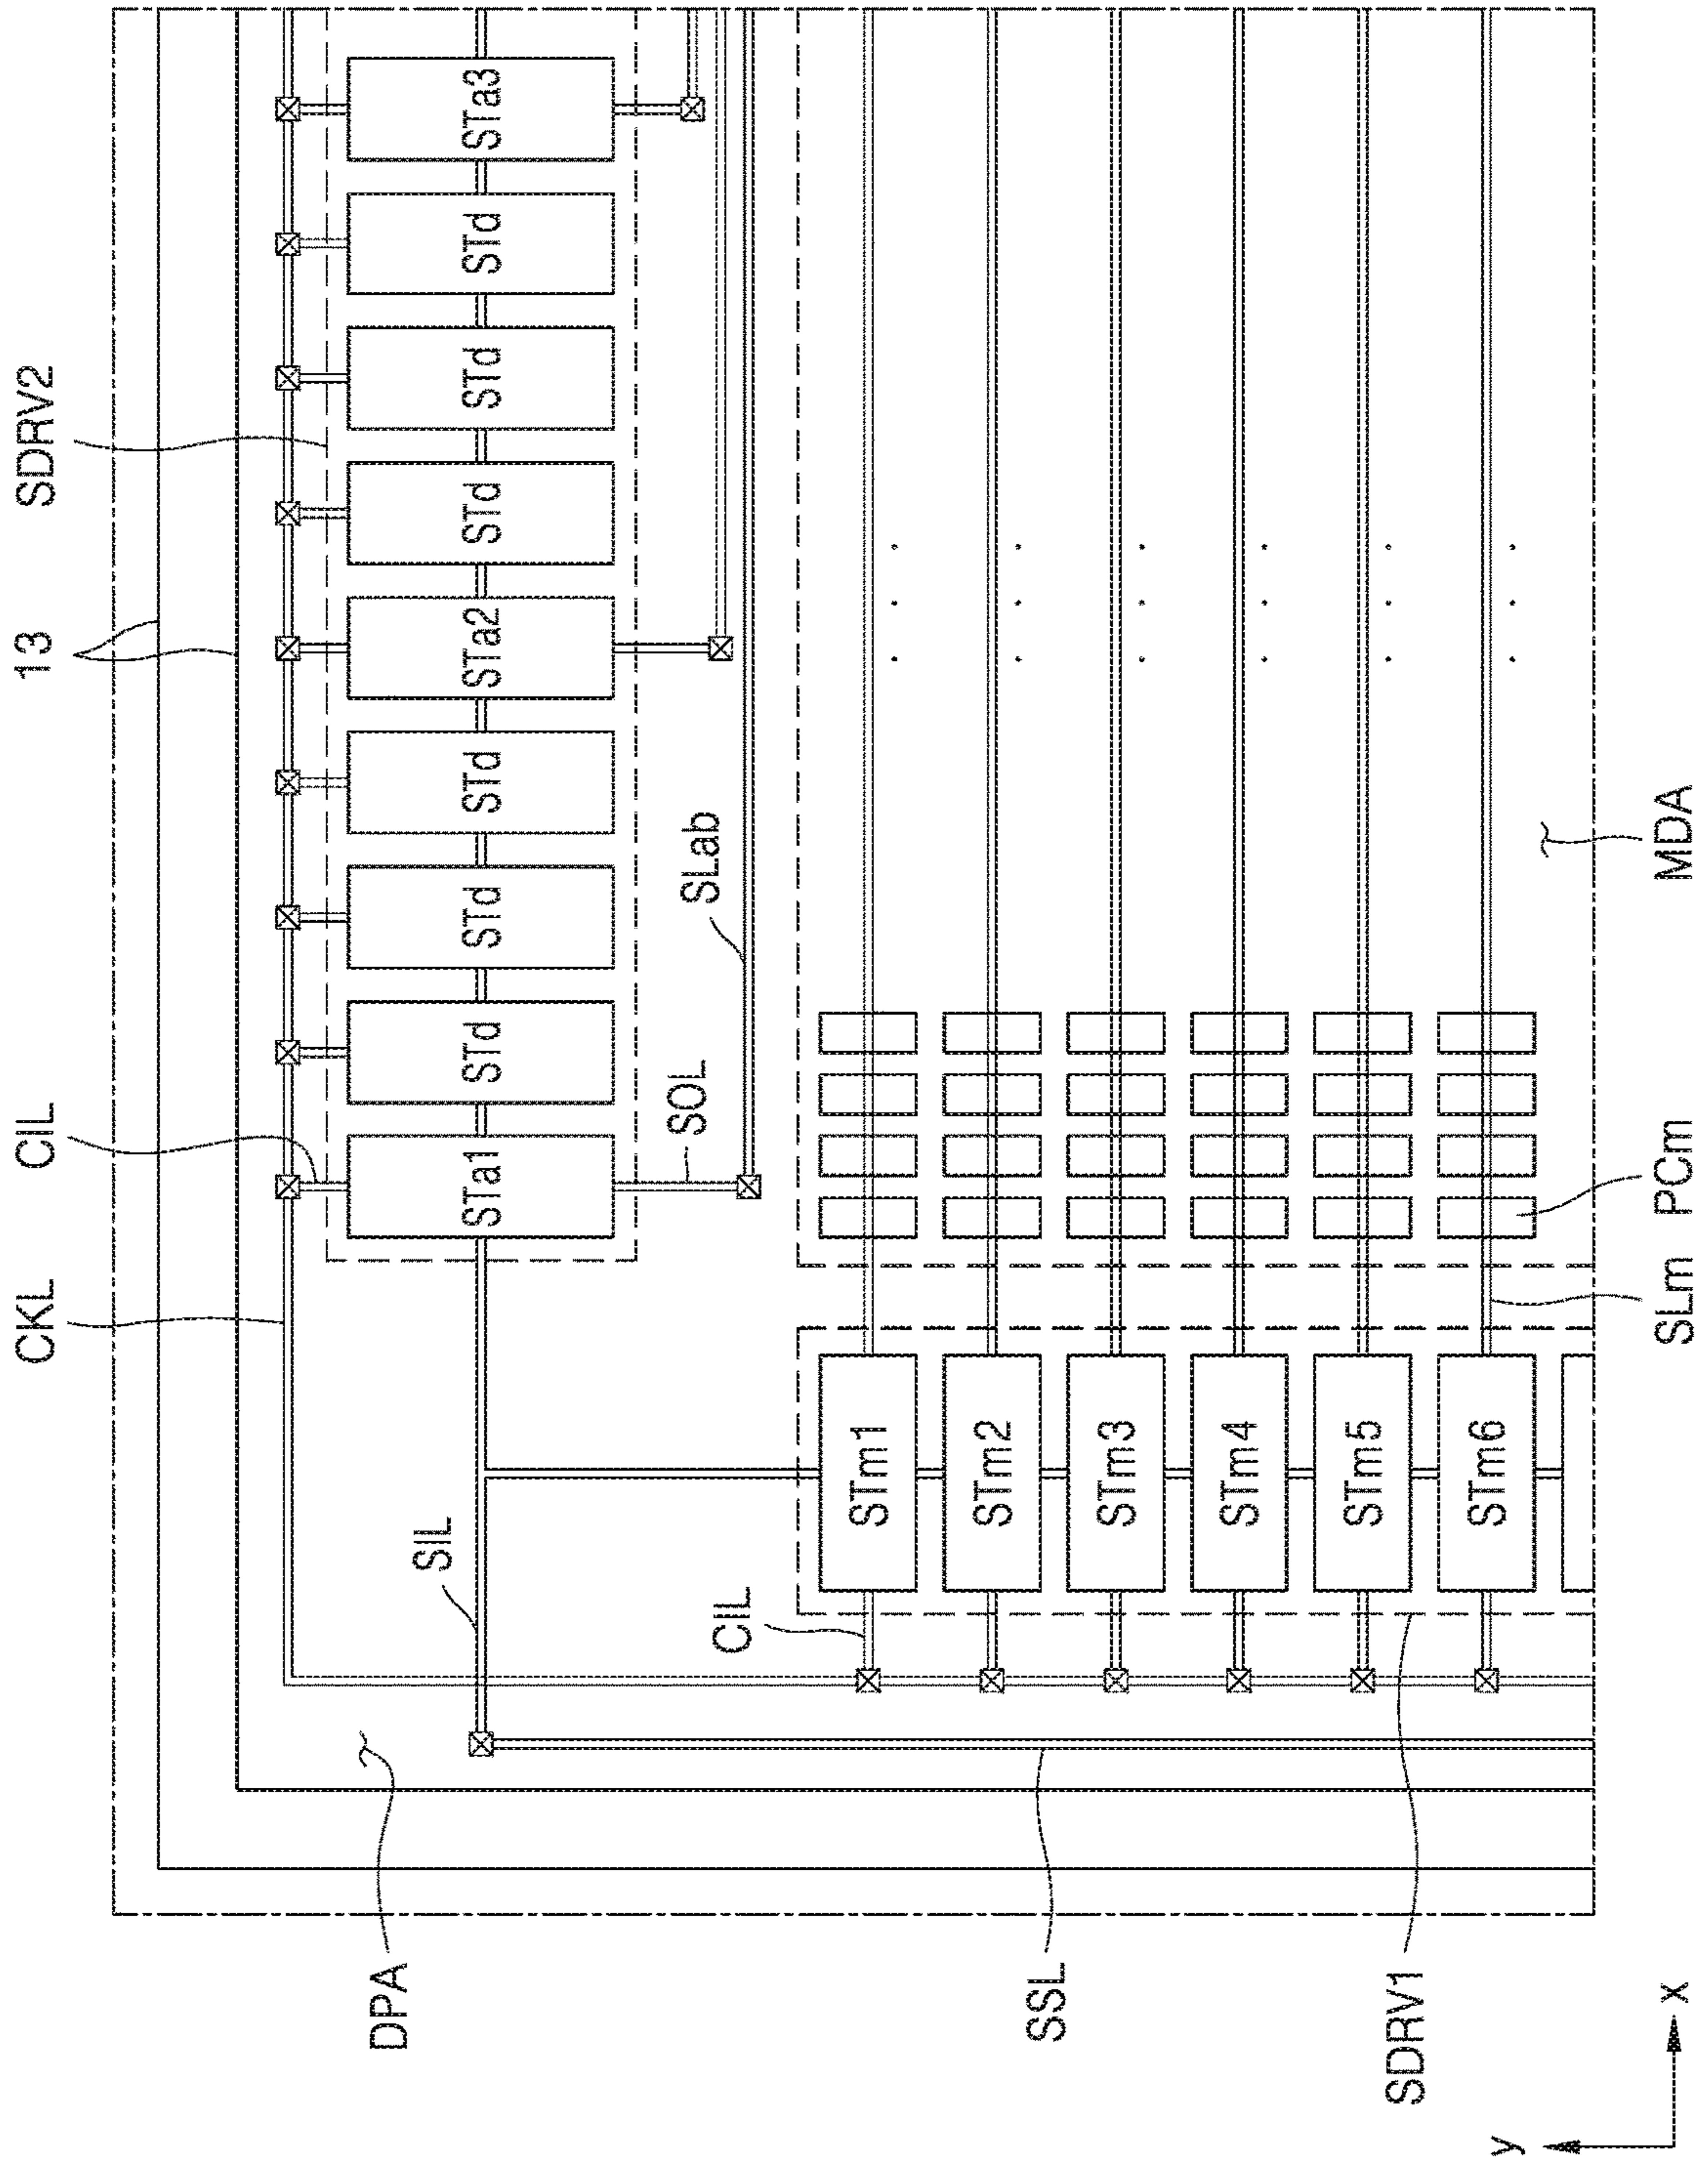 CKL
CIL
13
SDRV2
STa1
STd
STd
STd
STa2
STd
STd
STd
STa3
SIL
SOL
SLab
CIL
STm1
STm2
STm3
STm4
STm5
STm6
DPA
SSL
SDRV1
SLm
PCm
MDA
y
x